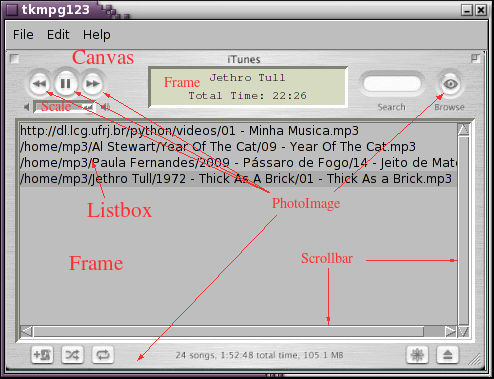 tkmpg123
File Edit Help
iTunes
Canvas
Frame
Jethro Tull
Total Time: 22:26
Scale
Search
Browse
http://dl.lcg.ufrj.br/python/videos/01 - Minha Musica.mp3
/home/mp3/Al Stewart/Year Of The Cat/09 - Year Of The Cat.mp3
/home/mp3/Paula Fernandes/2009 - Pássaro de Fogo/14 - Jeito de Mato
/home/mp3/Jethro Tull/1972 - Thick As A Brick/01 - Thick As a Brick.mp3
Listbox
PhotoImage
Frame
Scrollbar
24 songs, 1:52:48 total time, 105.1 MB